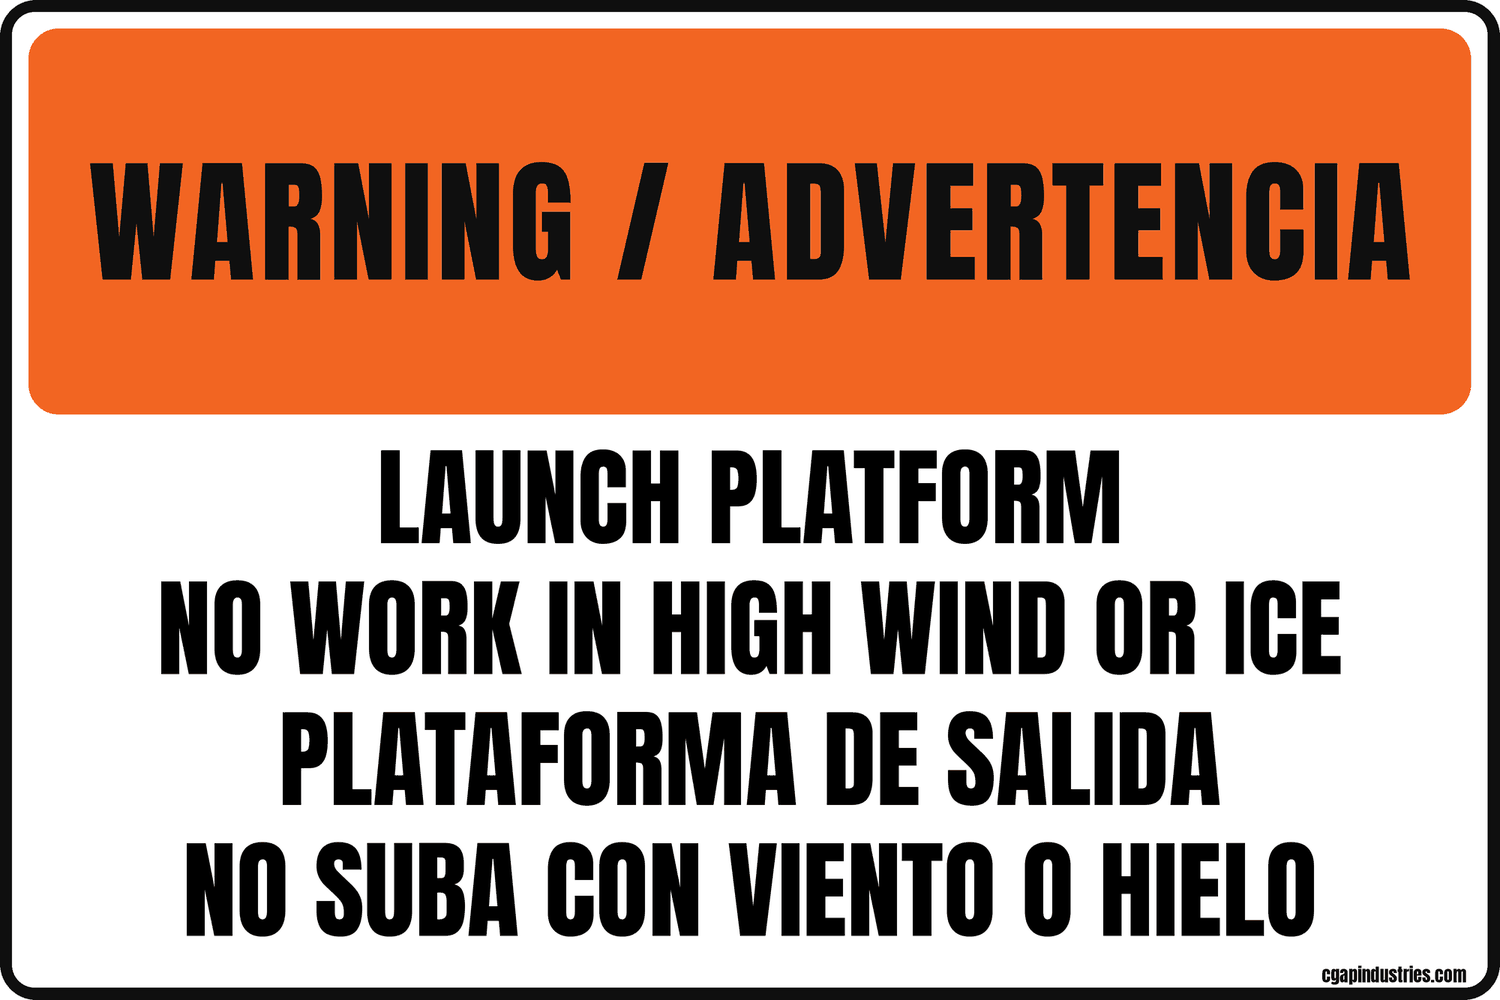 WARNING / ADVERTENCIA
LAUNCH PLATFORM
NO WORK IN HIGH WIND OR ICE
PLATAFORMA DE SALIDA
NO SUBA CON VIENTO O HIELO
cgapindustries.com